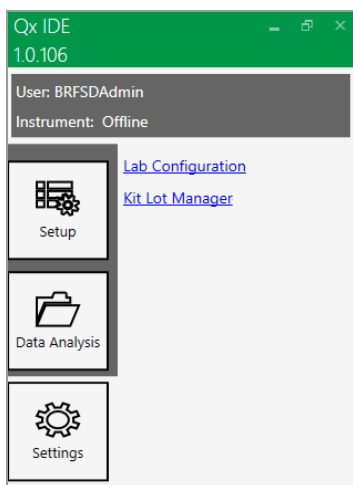 Qx IDE
1.0.106
User: BRFSDAdmin
Instrument: Offline
Lab Configuration
Kit Lot Manager
Setup
Data Analysis
Settings